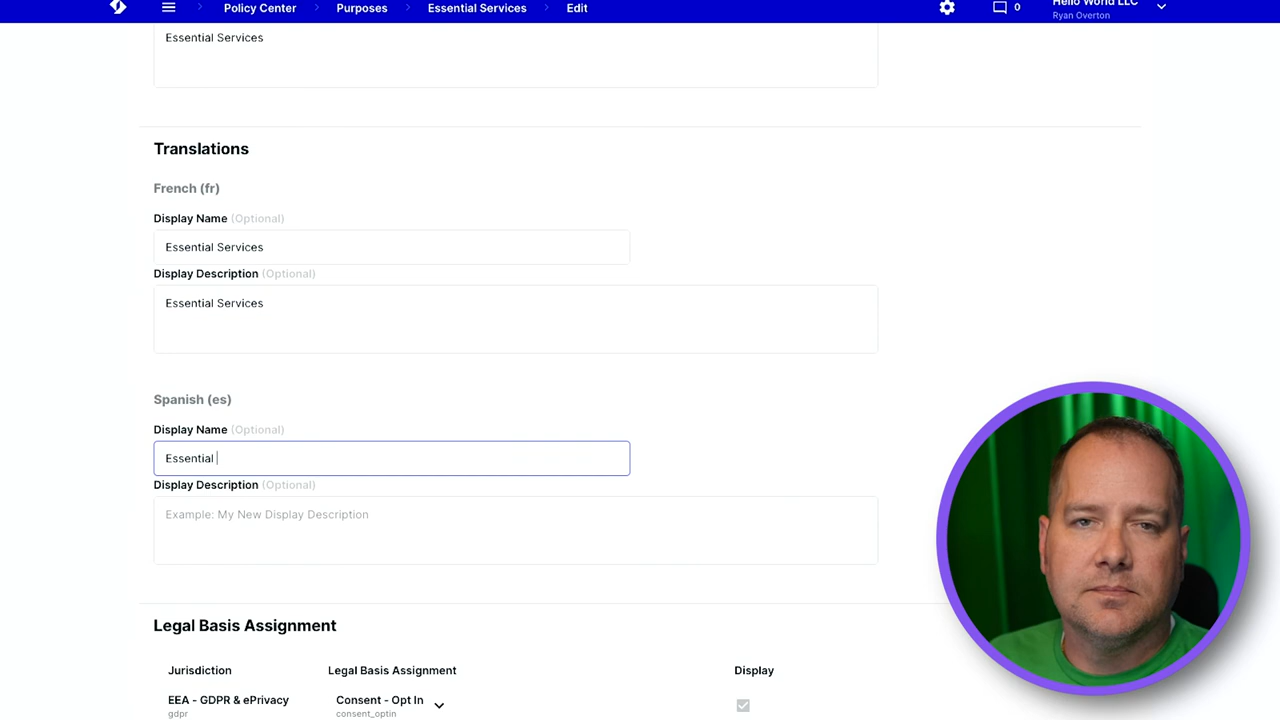 Policy Center Purposes Essential Services Edit 0 Hello World LLC
Ryan Overton
Essential Services
Translations
French (fr)
Display Name (Optional)
Essential Services
Display Description (Optional)
Essential Services
Spanish (es)
Display Name (Optional)
Essential
Display Description (Optional)
Example: My New Display Description
Legal Basis Assignment
Jurisdiction Legal Basis Assignment Display
EEA - GDPR & ePrivacy Consent - Opt In
gdpr consent_optin